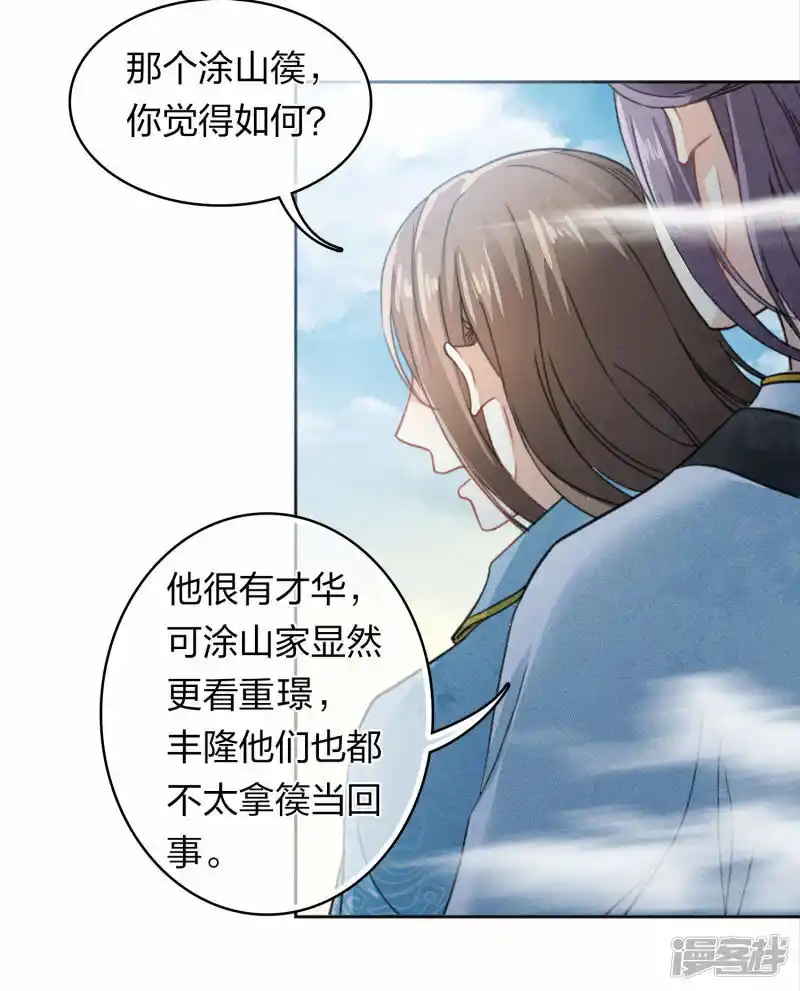 那个涂山篌，
你觉得如何？
他很有才华，
可涂山家显然
更看重璟，
丰隆他们也都
不太拿篌当回
事。
漫客栈